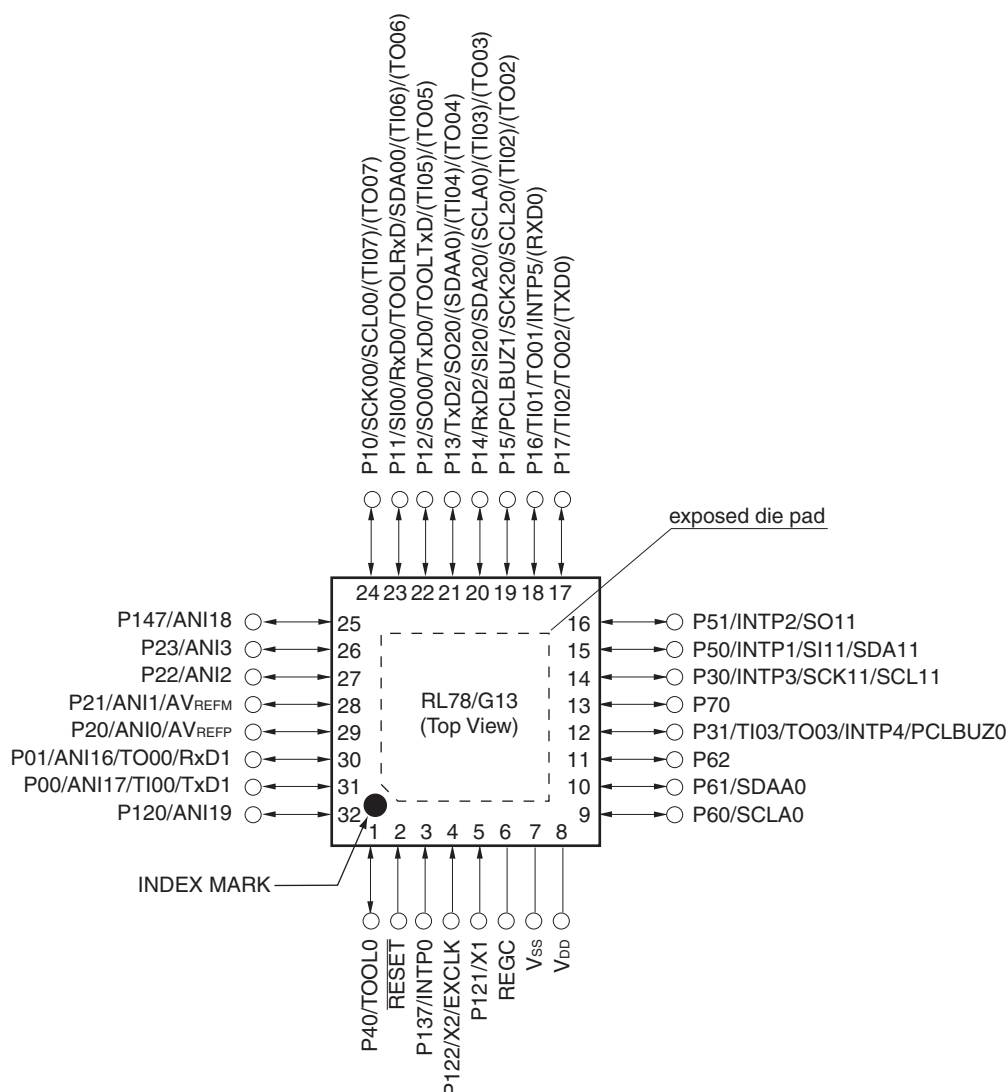 P10/SCK00/SCL00/(TI07)/(TO07)
P11/SI00/RxD0/TOOLRxD/SDA00/(TI06)/(TO06)
P12/SO00/TxD0/TOOLTxD/(TI05)/(TO05)
P13/TxD2/SO20/(SDAA0)/(TI04)/(TO04)
P14/RxD2/SI20/SDA20/(SCLA0)/(TI03)/(TO03)
P15/PCLBUZ1/SCK20/SCL20/(TI02)/(TO02)
P16/TI01/TO01/INTP5/(RXD0)
P17/TI02/TO02/(TXD0)
exposed die pad
24 23 22 21 20 19 18 17
P147/ANI18 25
P23/ANI3 26
P22/ANI2 27
P21/ANI1/AVREFM 28
P20/ANI0/AVREFP 29
P01/ANI16/TO00/RxD1 30
P00/ANI17/TI00/TxD1 31
P120/ANI19 32
RL78/G13
(Top View)
16 P51/INTP2/SO11
15 P50/INTP1/SI11/SDA11
14 P30/INTP3/SCK11/SCL11
13 P70
12 P31/TI03/TO03/INTP4/PCLBUZ0
11 P62
10 P61/SDAA0
9 P60/SCLA0
1 2 3 4 5 6 7 8
INDEX MARK
P40/TOOL0
RESET
P137/INTP0
P122/X2/EXCLK
P121/X1
REGC
VSS
VDD